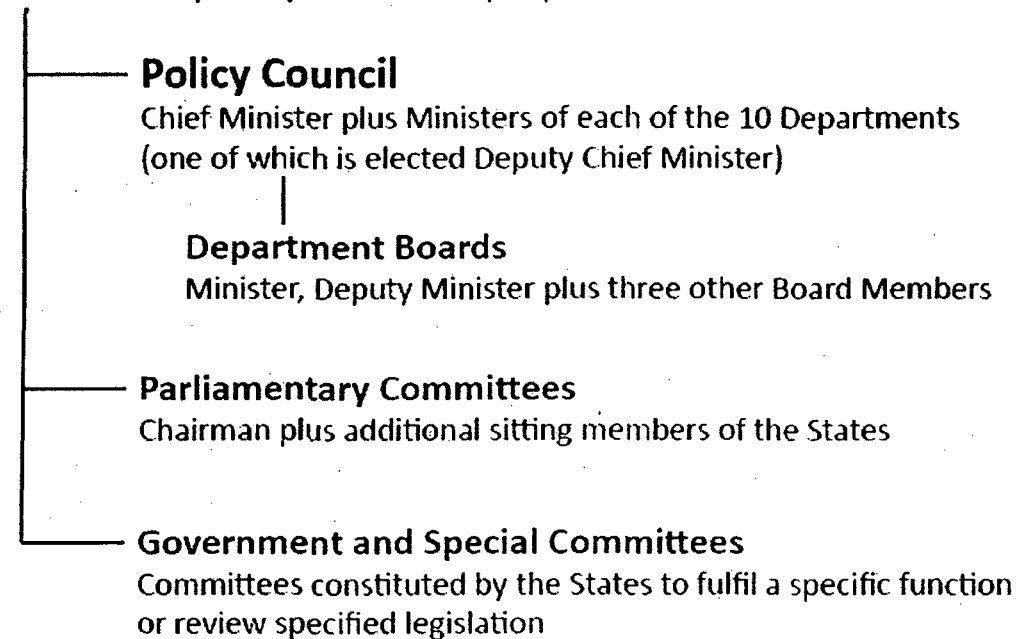 Policy Council
Chief Minister plus Ministers of each of the 10 Departments
(one of which is elected Deputy Chief Minister)
Department Boards
Minister, Deputy Minister plus three other Board Members
Parliamentary Committees
Chairman plus additional sitting members of the States
Government and Special Committees
Committees constituted by the States to fulfil a specific function
or review specified legislation